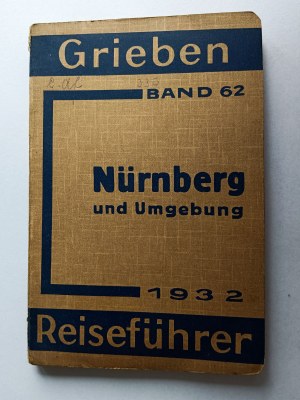 Grieben
BAND 62
Nürnberg
und Umgebung
1932
Reiseführer